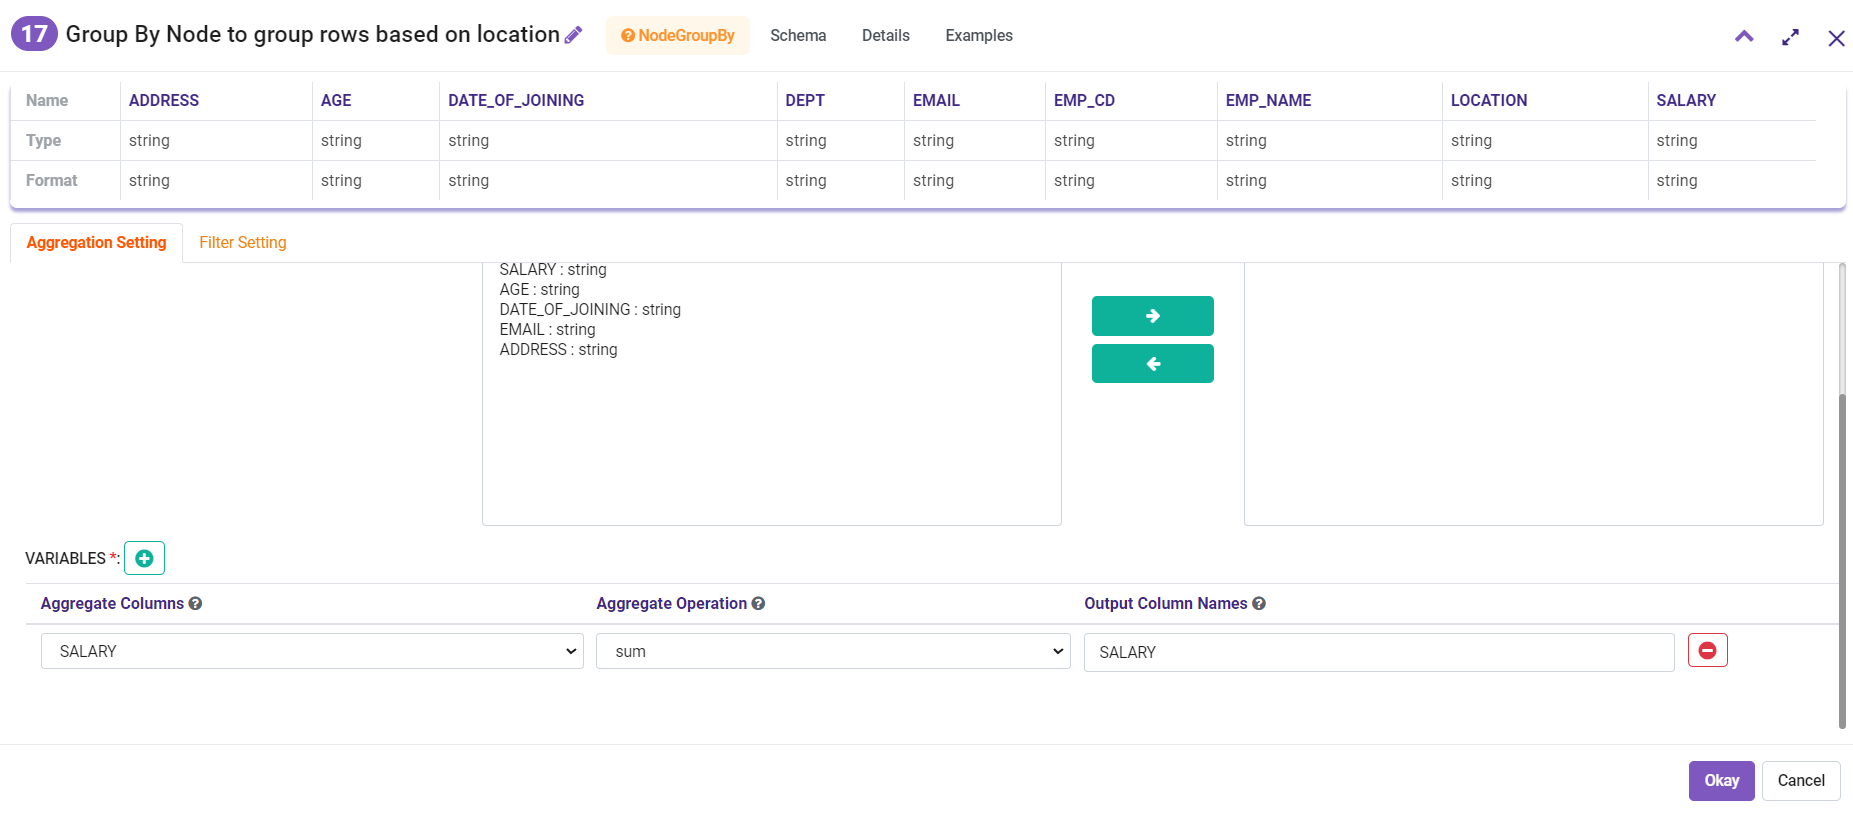 17 Group By Node to group rows based on location NodeGroupBy Schema Details Examples
Name ADDRESS AGE DATE_OF_JOINING DEPT EMAIL EMP_CD EMP_NAME LOCATION SALARY
Type string string string string string string string string string
Format string string string string string string string string string
Aggregation Setting Filter Setting
SALARY : string
AGE : string
DATE_OF_JOINING : string
EMAIL : string
ADDRESS : string
VARIABLES *:
Aggregate Columns Aggregate Operation Output Column Names
SALARY sum SALARY
Okay Cancel